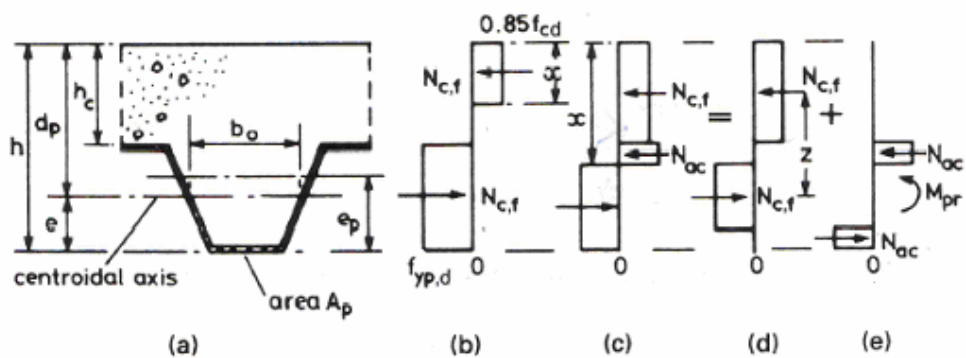 0.85f_cd
h
d_p
h_c
b_o
e
e_p
centroidal axis
area A_p
N_c,f
x
N_c,f
f_yp,d
0
x
N_c,f
N_ac
0
=
N_c,f
z
N_c,f
0
+
N_ac
M_pr
N_ac
0
(a)
(b)
(c)
(d)
(e)